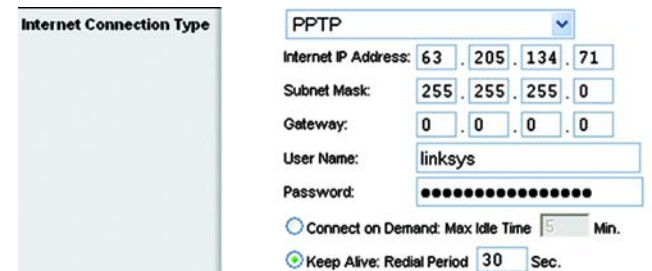 Internet Connection Type
PPTP
Internet IP Address: 63 . 205 . 134 . 71
Subnet Mask: 255 . 255 . 255 . 0
Gateway: 0 . 0 . 0 . 0
User Name: linksys
Password: ●●●●●●●●●●●●●●●●
Connect on Demand: Max Idle Time 5 Min.
Keep Alive: Redial Period 30 Sec.